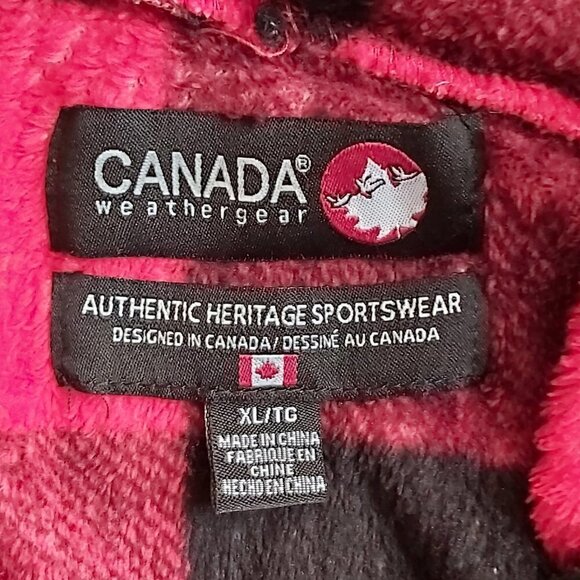 CANADA®
weathergear
AUTHENTIC HERITAGE SPORTSWEAR
DESIGNED IN CANADA/DESSINÉ AU CANADA
XL/TG
MADE IN CHINA
FABRIQUE EN
CHINE
HECHO EN CHINA